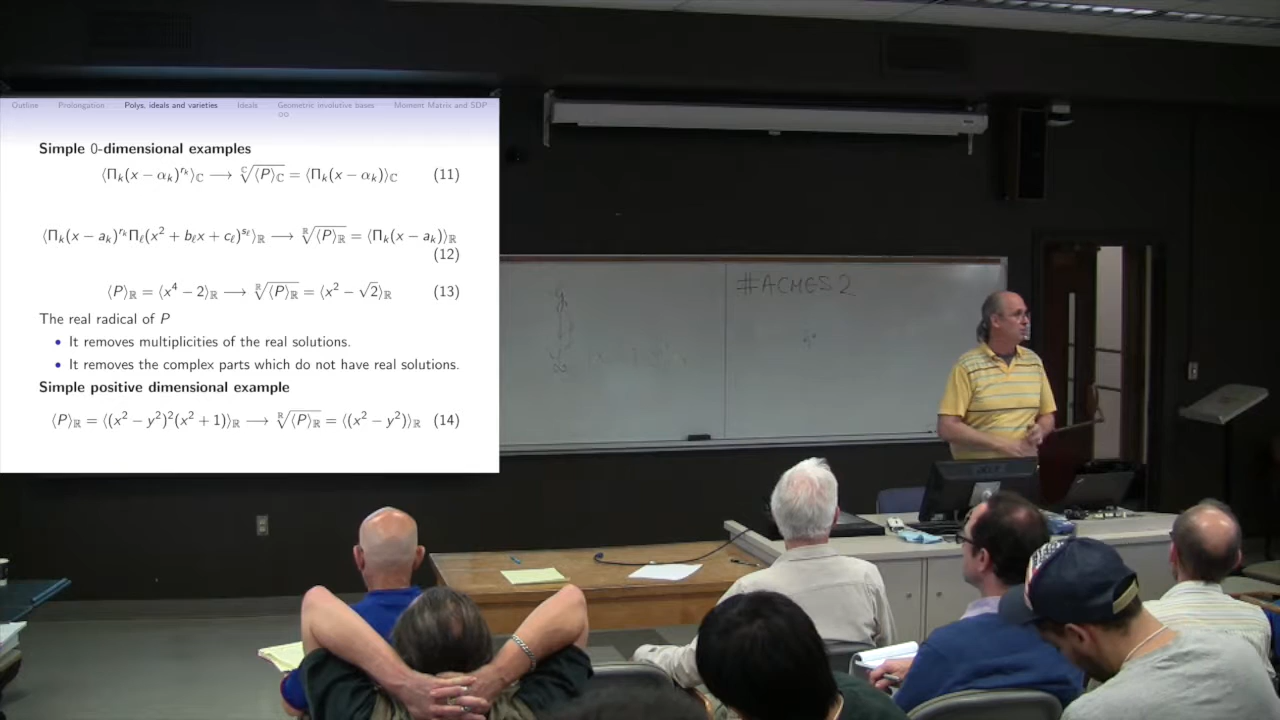 Outline Prolongation Polys, ideals and varieties Ideals Geometric involutive bases Moment Matrix and SDP
Simple 0-dimensional examples
⟨Π_k(x − α_k)^{r_k}⟩_ℂ ⟶ ᶜ√⟨P⟩_ℂ = ⟨Π_k(x − α_k)⟩_ℂ (11)
⟨Π_k(x − a_k)^{r_k} Π_ℓ(x² + b_ℓx + c_ℓ)^{s_ℓ}⟩_ℝ ⟶ ᴿ√⟨P⟩_ℝ = ⟨Π_k(x − a_k)⟩_ℝ
(12)
⟨P⟩_ℝ = ⟨x⁴ − 2⟩_ℝ ⟶ ᴿ√⟨P⟩_ℝ = ⟨x² − √2⟩_ℝ (13)
The real radical of P
• It removes multiplicities of the real solutions.
• It removes the complex parts which do not have real solutions.
Simple positive dimensional example
⟨P⟩_ℝ = ⟨(x² − y²)²(x² + 1)⟩_ℝ ⟶ ᴿ√⟨P⟩_ℝ = ⟨(x² − y²)⟩_ℝ (14)
#ACMES 2